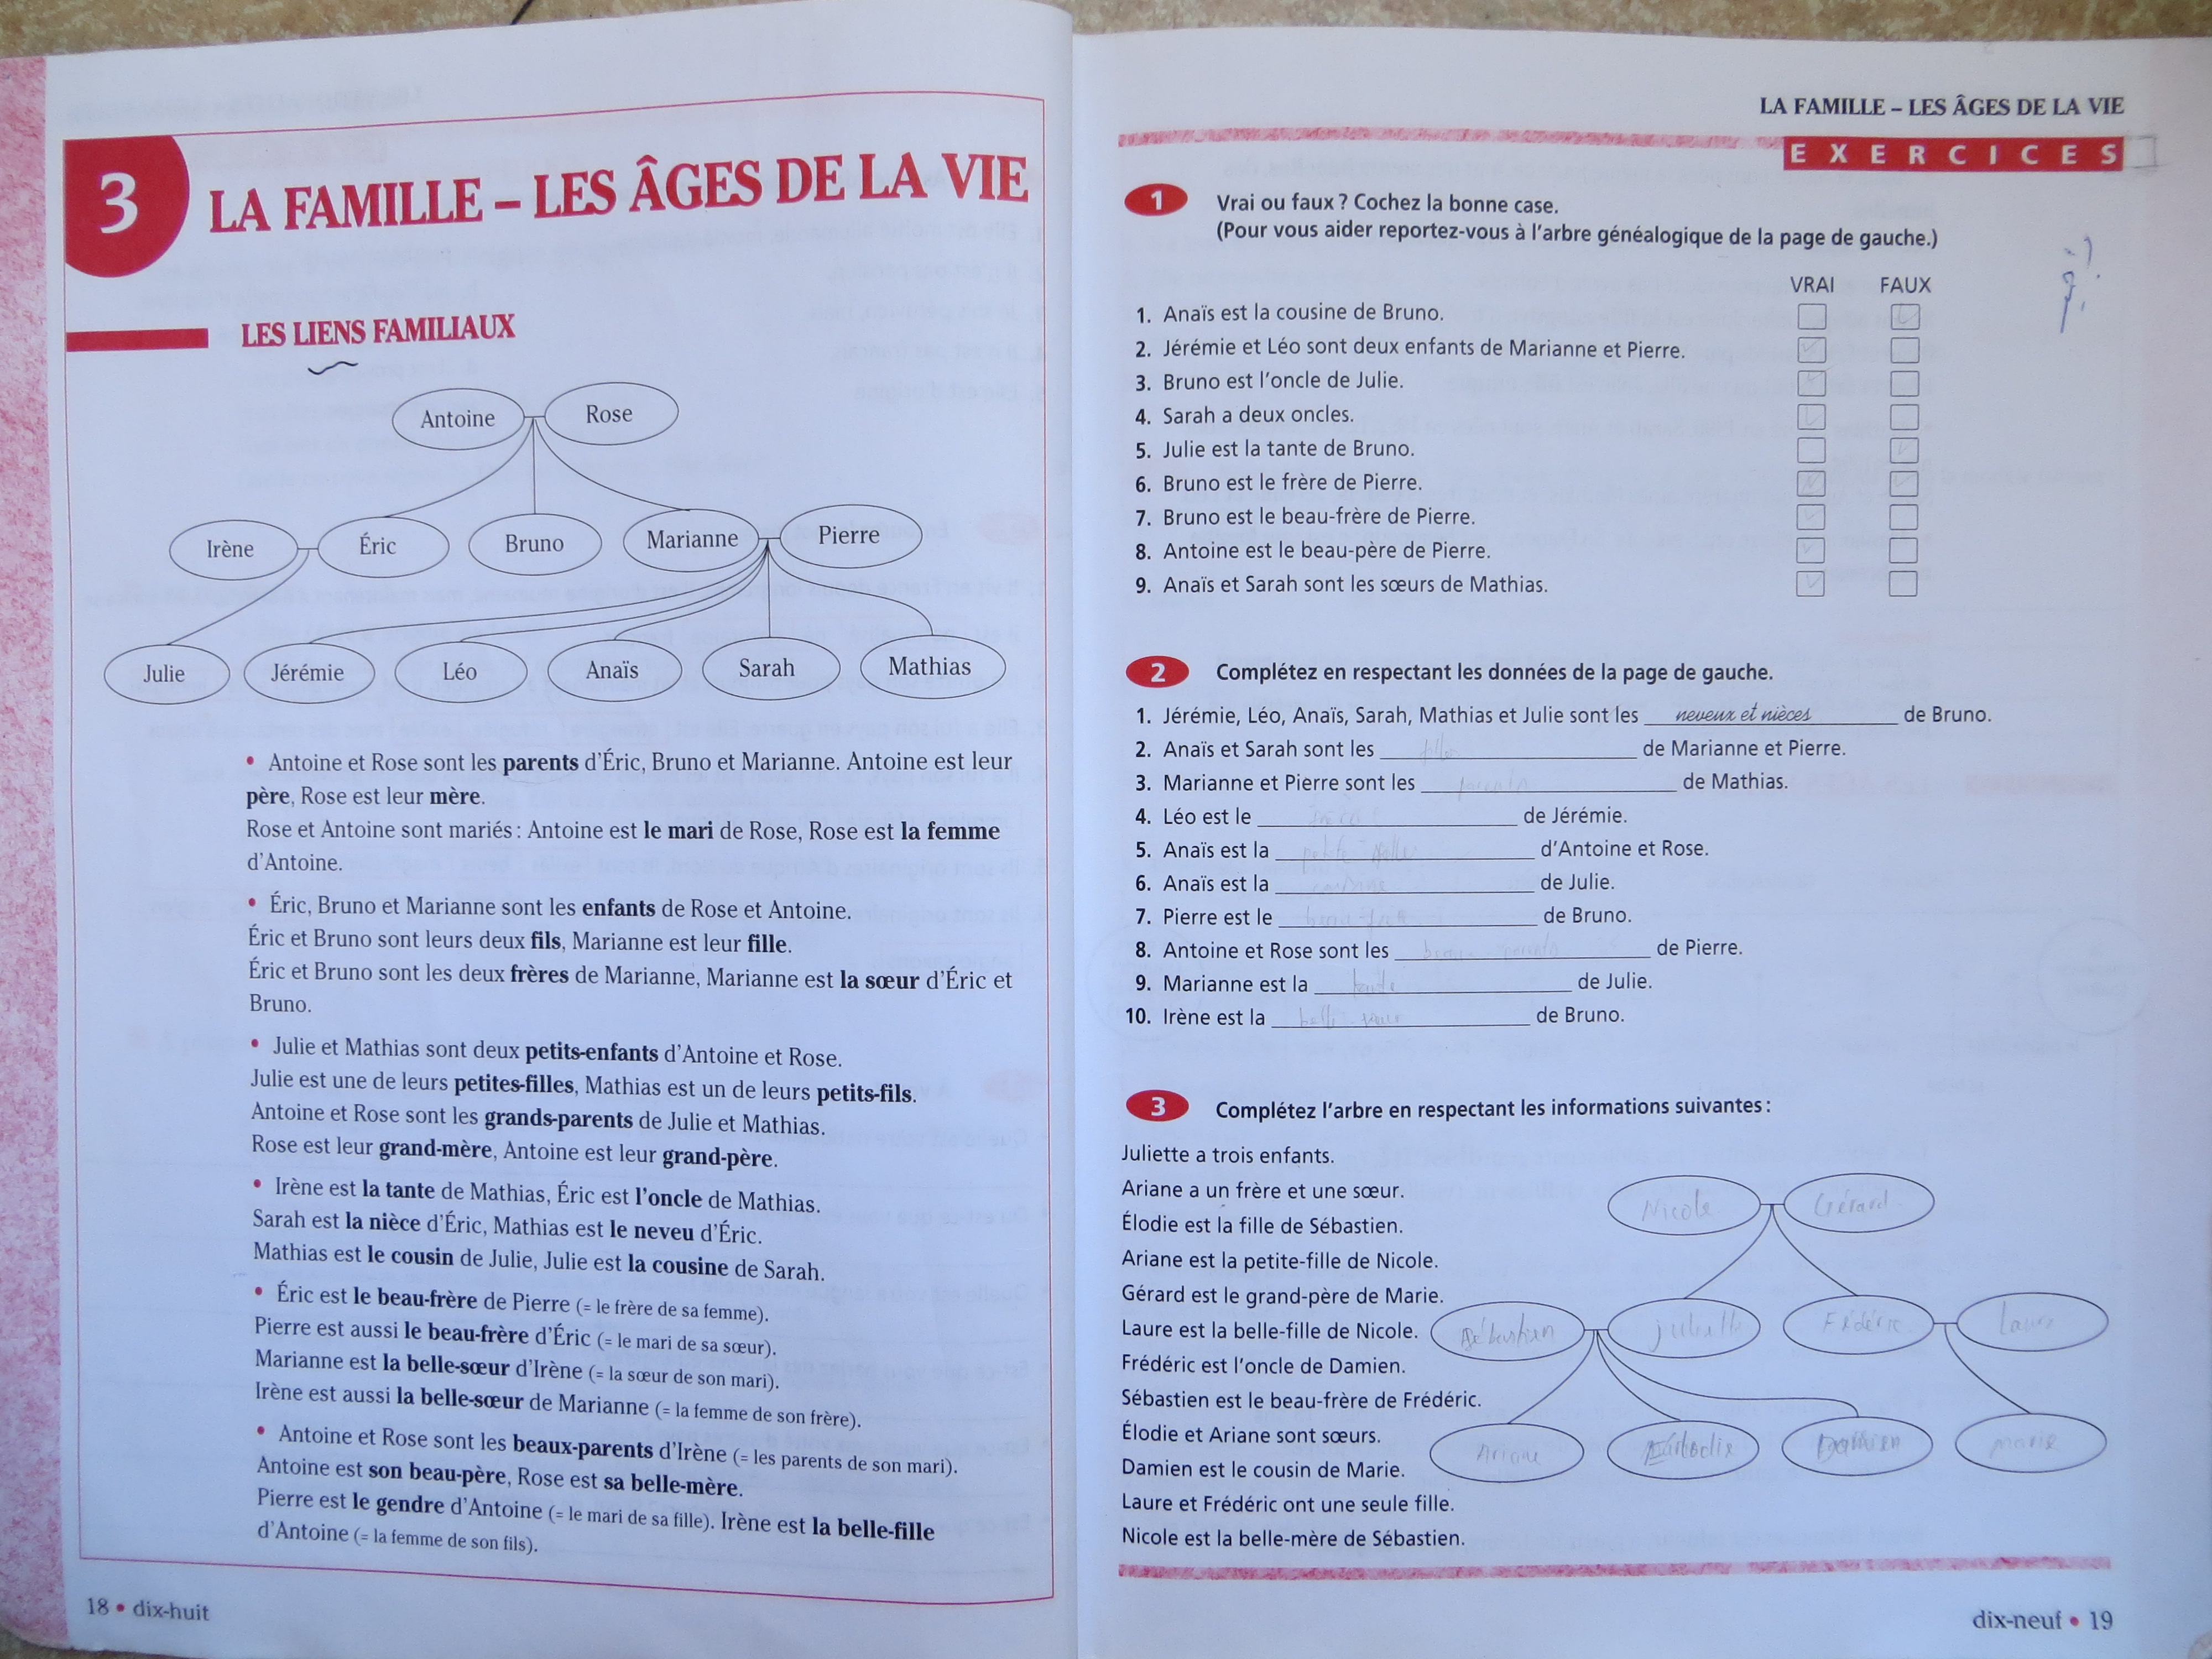 3
LA FAMILLE – LES ÂGES DE LA VIE
LES LIENS FAMILIAUX
Antoine
Rose
Irène
Éric
Bruno
Marianne
Pierre
Julie
Jérémie
Léo
Anaïs
Sarah
Mathias
• Antoine et Rose sont les parents d'Éric, Bruno et Marianne. Antoine est leur
père, Rose est leur mère.
Rose et Antoine sont mariés : Antoine est le mari de Rose, Rose est la femme
d'Antoine.
• Éric, Bruno et Marianne sont les enfants de Rose et Antoine.
Éric et Bruno sont leurs deux fils, Marianne est leur fille.
Éric et Bruno sont les deux frères de Marianne, Marianne est la sœur d'Éric et
Bruno.
• Julie et Mathias sont deux petits-enfants d'Antoine et Rose.
Julie est une de leurs petites-filles, Mathias est un de leurs petits-fils.
Antoine et Rose sont les grands-parents de Julie et Mathias.
Rose est leur grand-mère, Antoine est leur grand-père.
• Irène est la tante de Mathias, Éric est l'oncle de Mathias.
Sarah est la nièce d'Éric, Mathias est le neveu d'Éric.
Mathias est le cousin de Julie, Julie est la cousine de Sarah.
• Éric est le beau-frère de Pierre (= le frère de sa femme).
Pierre est aussi le beau-frère d'Éric (= le mari de sa sœur).
Marianne est la belle-sœur d'Irène (= la sœur de son mari).
Irène est aussi la belle-sœur de Marianne (= la femme de son frère).
• Antoine et Rose sont les beaux-parents d'Irène (= les parents de son mari).
Antoine est son beau-père, Rose est sa belle-mère.
Pierre est le gendre d'Antoine (= le mari de sa fille). Irène est la belle-fille
d'Antoine (= la femme de son fils).
18 • dix-huit
LA FAMILLE – LES ÂGES DE LA VIE
EXERCICES
1 Vrai ou faux ? Cochez la bonne case.
(Pour vous aider reportez-vous à l'arbre généalogique de la page de gauche.)
VRAI FAUX
1. Anaïs est la cousine de Bruno.
2. Jérémie et Léo sont deux enfants de Marianne et Pierre.
3. Bruno est l'oncle de Julie.
4. Sarah a deux oncles.
5. Julie est la tante de Bruno.
6. Bruno est le frère de Pierre.
7. Bruno est le beau-frère de Pierre.
8. Antoine est le beau-père de Pierre.
9. Anaïs et Sarah sont les sœurs de Mathias.
2 Complétez en respectant les données de la page de gauche.
1. Jérémie, Léo, Anaïs, Sarah, Mathias et Julie sont les neveux et nièces de Bruno.
2. Anaïs et Sarah sont les filles de Marianne et Pierre.
3. Marianne et Pierre sont les parents de Mathias.
4. Léo est le de Jérémie.
5. Anaïs est la petite-fille d'Antoine et Rose.
6. Anaïs est la cousine de Julie.
7. Pierre est le de Bruno.
8. Antoine et Rose sont les de Pierre.
9. Marianne est la tante de Julie.
10. Irène est la de Bruno.
3 Complétez l'arbre en respectant les informations suivantes :
Juliette a trois enfants.
Ariane a un frère et une sœur.
Élodie est la fille de Sébastien.
Ariane est la petite-fille de Nicole.
Gérard est le grand-père de Marie.
Laure est la belle-fille de Nicole.
Frédéric est l'oncle de Damien.
Sébastien est le beau-frère de Frédéric.
Élodie et Ariane sont sœurs.
Damien est le cousin de Marie.
Laure et Frédéric ont une seule fille.
Nicole est la belle-mère de Sébastien.
Nicole
Gérard
Sébastien
Frédéric
Ariane
marie
dix-neuf • 19